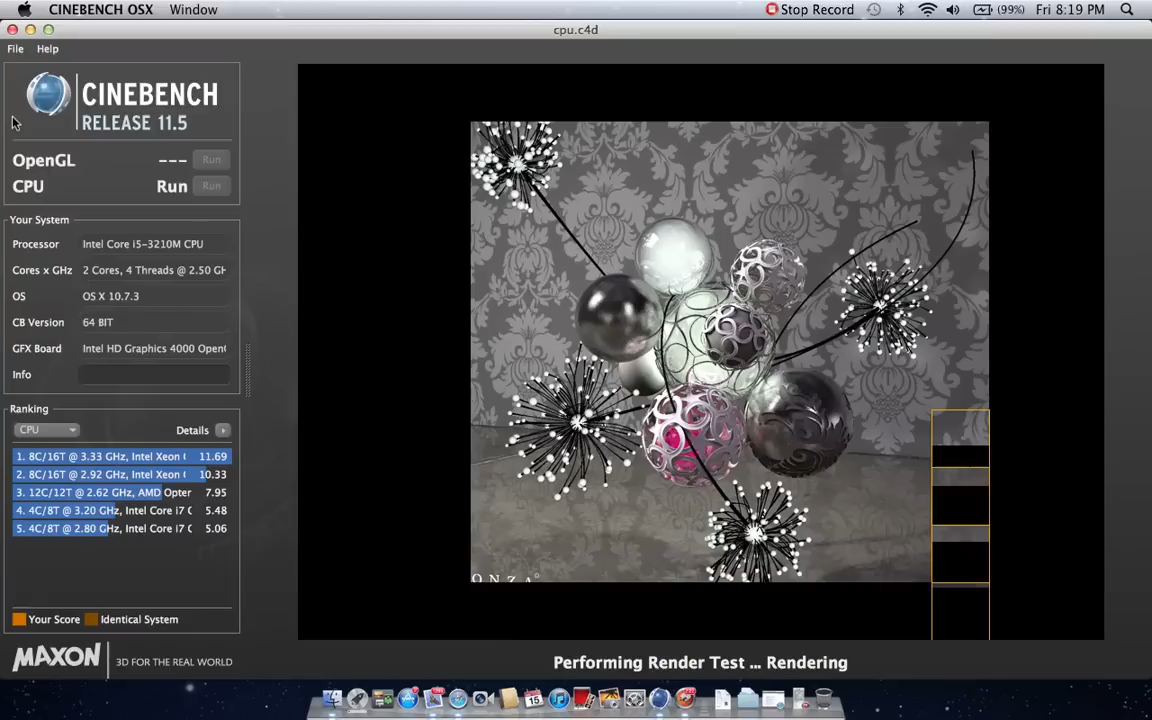 CINEBENCH OSX Window Stop Record (99%) Fri 8:19 PM
cpu.c4d
File Help
CINEBENCH
RELEASE 11.5
OpenGL --- Run
CPU Run Run
Your System
Processor Intel Core i5-3210M CPU
Cores x GHz 2 Cores, 4 Threads @ 2.50 GH
OS OS X 10.7.3
CB Version 64 BIT
GFX Board Intel HD Graphics 4000 Open
Info
Ranking
CPU Details
1. 8C/16T @ 3.33 GHz, Intel Xeon 11.69
2. 8C/16T @ 2.92 GHz, Intel Xeon 10.33
3. 12C/12T @ 2.62 GHz, AMD Opter 7.95
4. 4C/8T @ 3.20 GHz, Intel Core i7 5.48
5. 4C/8T @ 2.80 GHz, Intel Core i7 5.06
Your Score Identical System
MAXON 3D FOR THE REAL WORLD
Performing Render Test ... Rendering